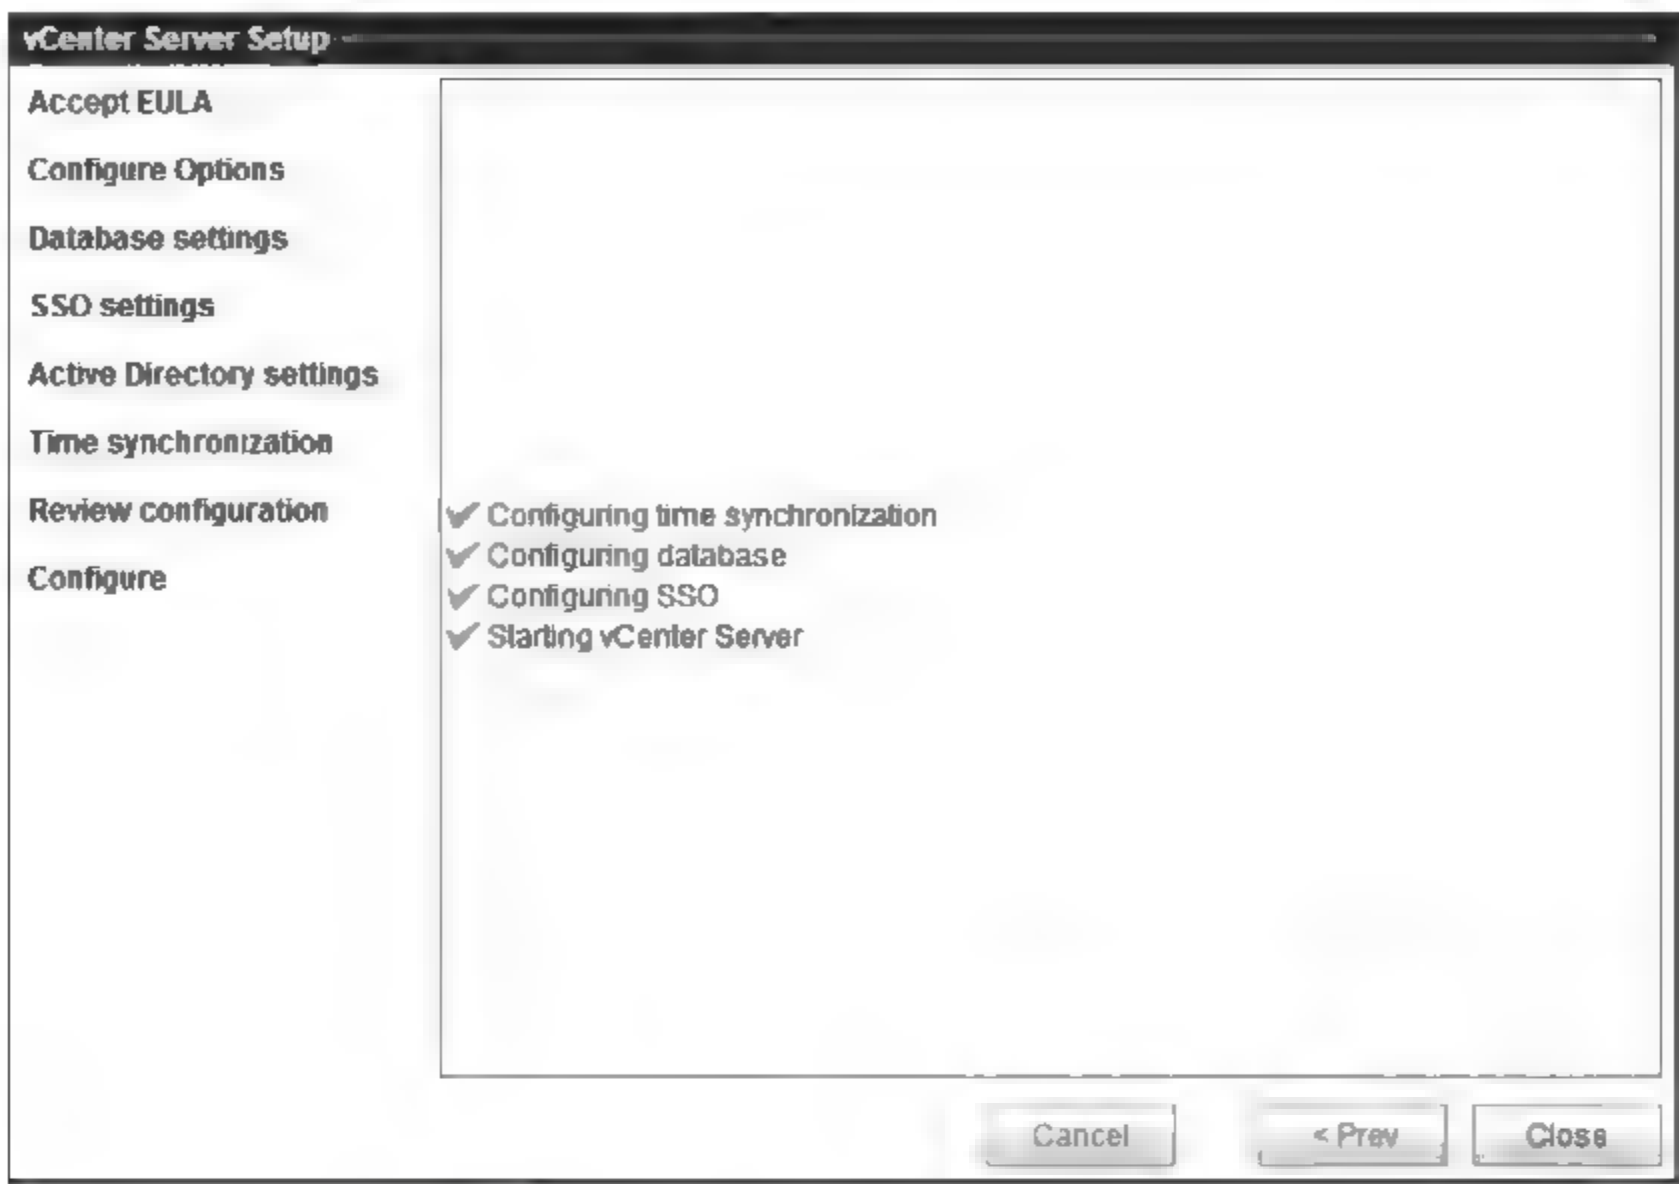 vCenter Server Setup
Accept EULA
Configure Options
Database settings
SSO settings
Active Directory settings
Time synchronization
Review configuration
Configure
Configuring time synchronization
Configuring database
Configuring SSO
Starting vCenter Server
Cancel
< Prev
Close